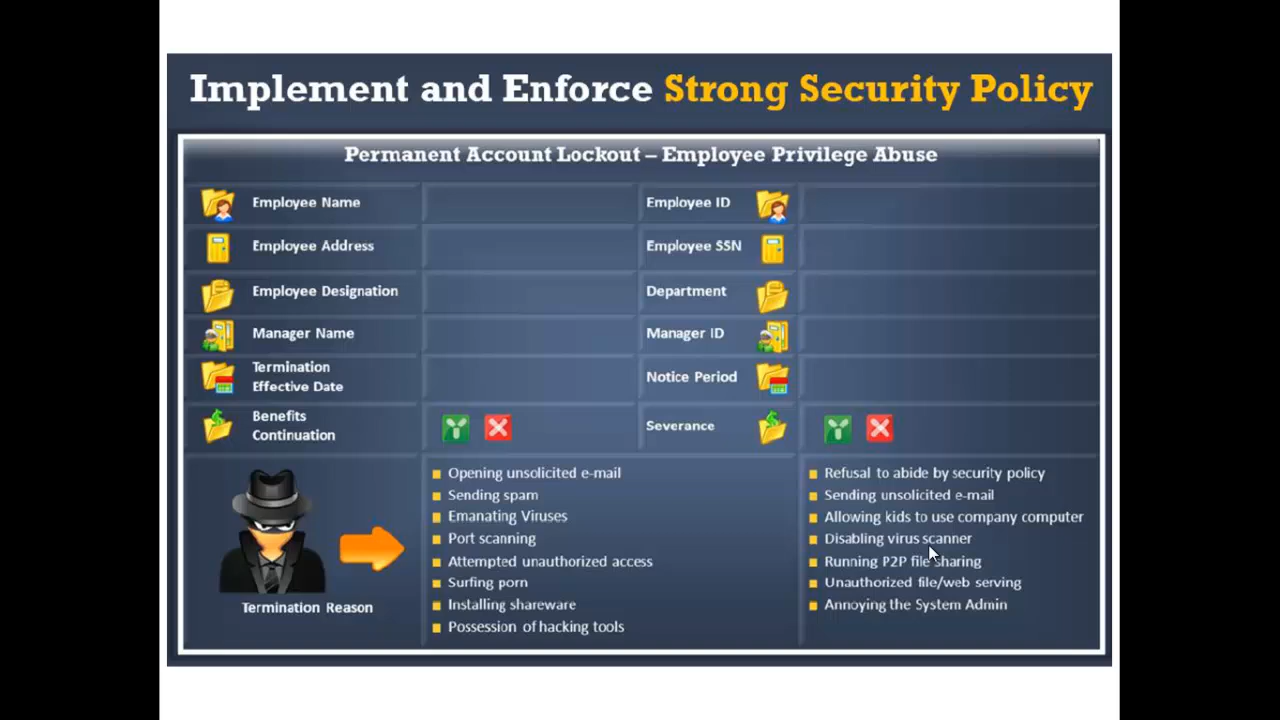 Implement and Enforce Strong Security Policy
Permanent Account Lockout – Employee Privilege Abuse
Employee Name
Employee ID
Employee Address
Employee SSN
Employee Designation
Department
Manager Name
Manager ID
Termination
Effective Date
Notice Period
Benefits
Continuation
Severance
Opening unsolicited e-mail
Sending spam
Emanating Viruses
Port scanning
Attempted unauthorized access
Surfing porn
Installing shareware
Possession of hacking tools
Refusal to abide by security policy
Sending unsolicited e-mail
Allowing kids to use company computer
Disabling virus scanner
Running P2P file sharing
Unauthorized file/web serving
Annoying the System Admin
Termination Reason